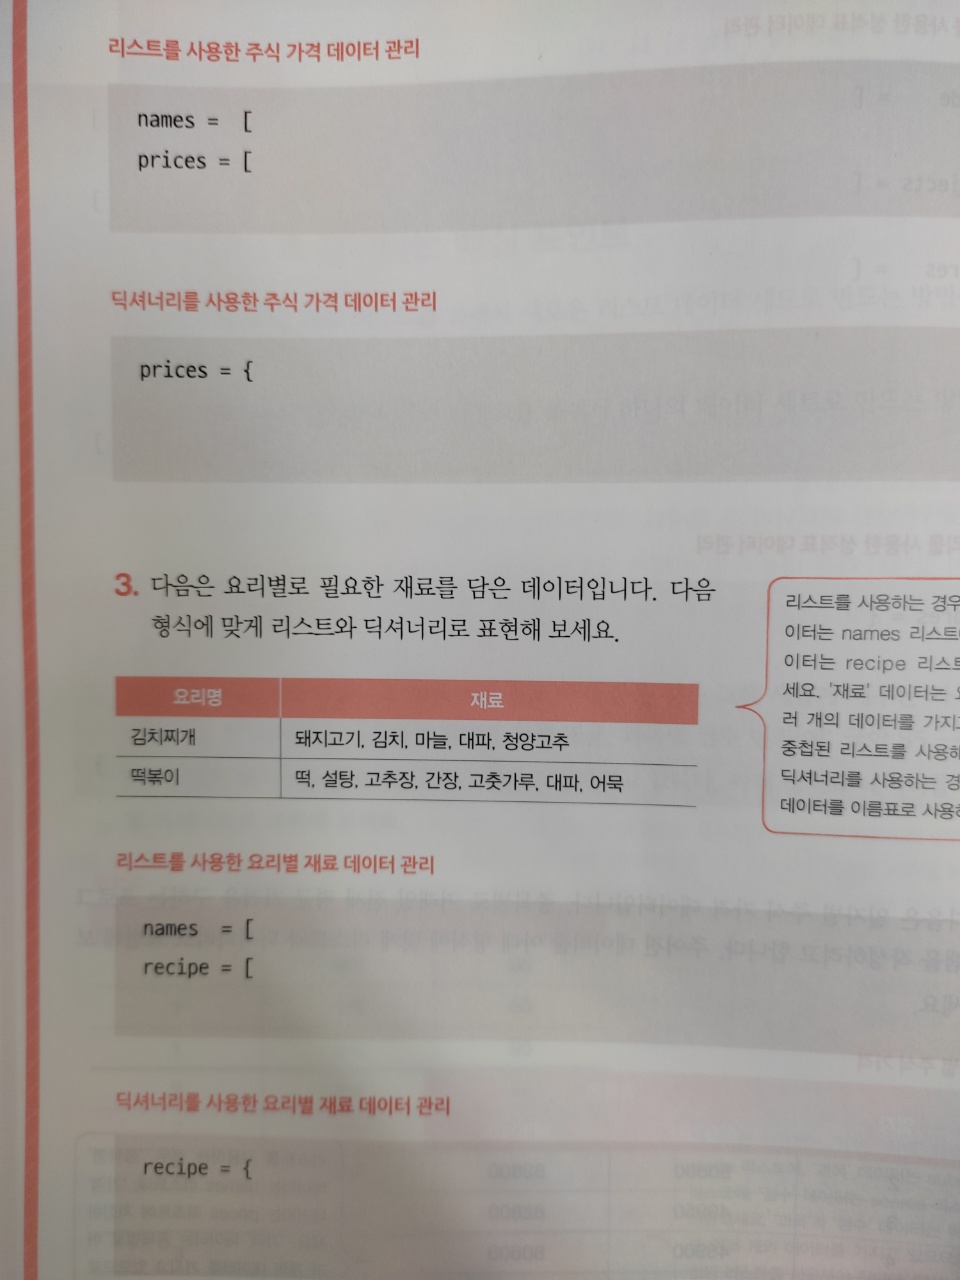 리스트를 사용한 주식 가격 데이터 관리
names = [
prices = [
딕셔너리를 사용한 주식 가격 데이터 관리
prices = {
3. 다음은 요리별로 필요한 재료를 담은 데이터입니다. 다음
형식에 맞게 리스트와 딕셔너리로 표현해 보세요.
리스트를 사용하는 경우
이터는 names 리스트
이터는 recipe 리스트
세요. '재료' 데이터는
러 개의 데이터를 가지
중첩된 리스트를 사용해
딕셔너리를 사용하는 경
데이터를 이름표로 사용
요리명 재료
김치찌개 돼지고기, 김치, 마늘, 대파, 청양고추
떡볶이 떡, 설탕, 고추장, 간장, 고춧가루, 대파, 어묵
리스트를 사용한 요리별 재료 데이터 관리
names = [
recipe = [
딕셔너리를 사용한 요리별 재료 데이터 관리
recipe = {